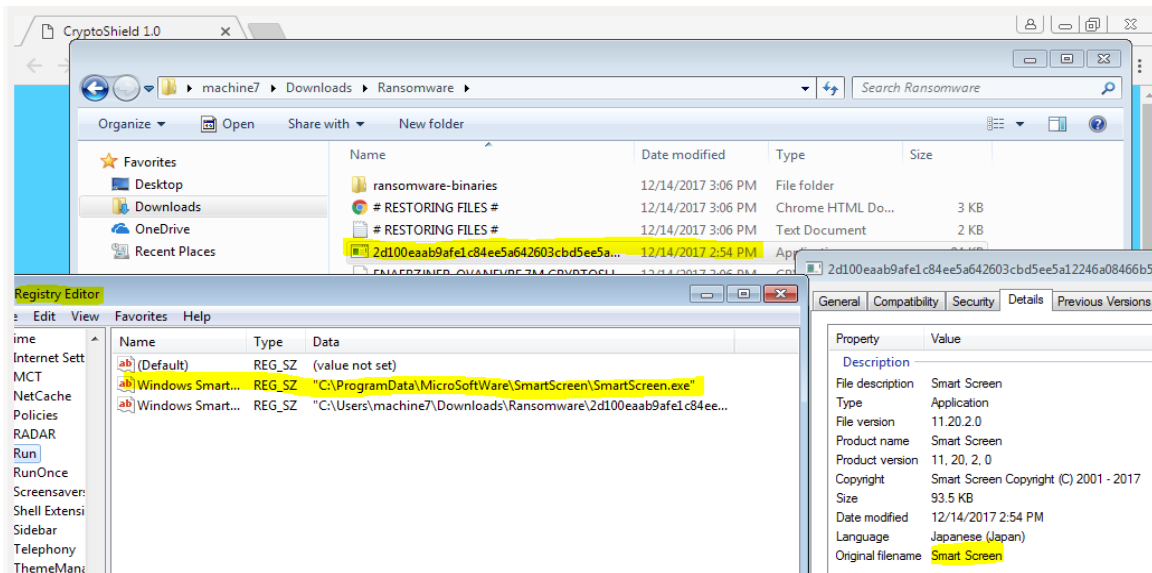 CryptoShield 1.0
machine7 Downloads Ransomware
Search Ransomware
Organize Open Share with New folder
Favorites
Desktop
Downloads
OneDrive
Recent Places
Name Date modified Type Size
ransomware-binaries 12/14/2017 3:06 PM File folder
# RESTORING FILES # 12/14/2017 3:06 PM Chrome HTML Do... 3 KB
# RESTORING FILES # 12/14/2017 3:06 PM Text Document 2 KB
2d100eaab9afe1c84ee5a642603cbd5ee5a... 12/14/2017 2:54 PM
Registry Editor
Edit View Favorites Help
ime
Internet Sett
MCT
NetCache
Policies
RADAR
Run
RunOnce
Screensaver
Shell Extensi
Sidebar
Telephony
ThemeMana
Name Type Data
(Default) REG_SZ (value not set)
Windows Smart... REG_SZ "C:\ProgramData\MicroSoftWare\SmartScreen\SmartScreen.exe"
Windows Smart... REG_SZ "C:\Users\machine7\Downloads\Ransomware\2d100eaab9afe1c84ee...
2d100eaab9afe1c84ee5a642603cbd5ee5a12246a08466b5
General Compatibility Security Details Previous Versions
Property Value
Description
File description Smart Screen
Type Application
File version 11.20.2.0
Product name Smart Screen
Product version 11, 20, 2, 0
Copyright Smart Screen Copyright (C) 2001 - 2017
Size 93.5 KB
Date modified 12/14/2017 2:54 PM
Language Japanese (Japan)
Original filename Smart Screen